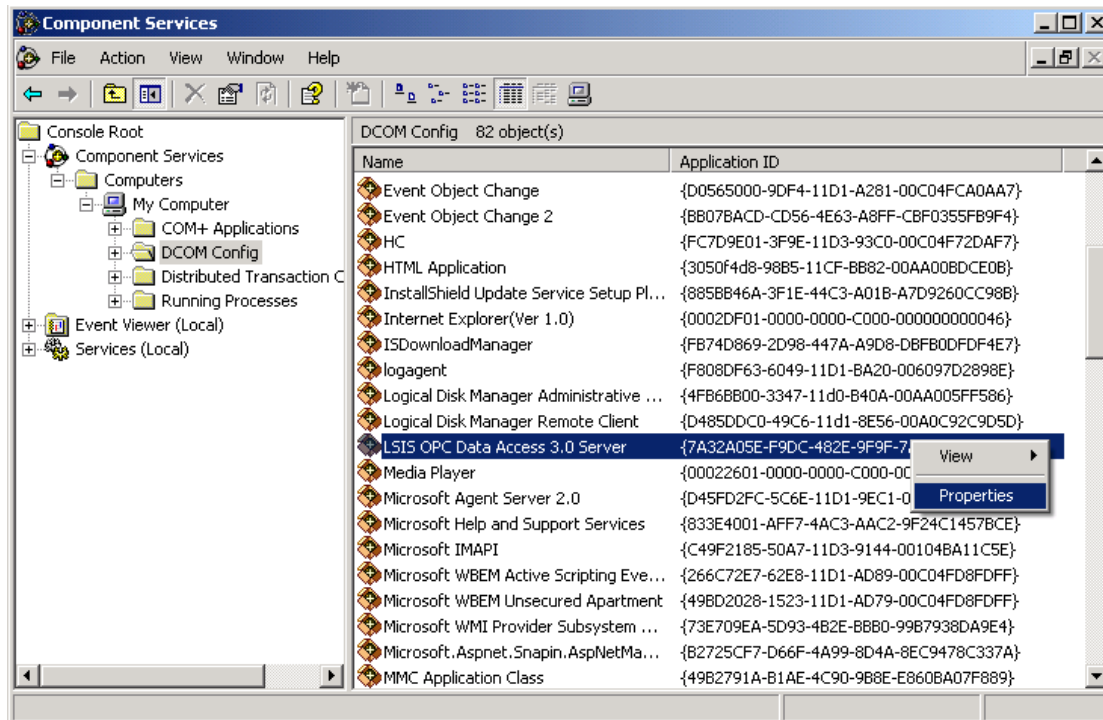 Component Services
File Action View Window Help
Console Root
Component Services
Computers
My Computer
COM+ Applications
DCOM Config
Distributed Transaction C
Running Processes
Event Viewer (Local)
Services (Local)
DCOM Config 82 object(s)
Name Application ID
Event Object Change {D0565000-9DF4-11D1-A281-00C04FCA0AA7}
Event Object Change 2 {BB07BACD-CD56-4E63-A8FF-CBF0355FB9F4}
HC {FC7D9E01-3F9E-11D3-93C0-00C04F72DAF7}
HTML Application {3050f4d8-98B5-11CF-BB82-00AA00BDCE0B}
InstallShield Update Service Setup Pl... {885BB46A-3F1E-44C3-A01B-A7D9260CC98B}
Internet Explorer(Ver 1.0) {0002DF01-0000-0000-C000-000000000046}
ISDownloadManager {FB74D869-2D98-447A-A9D8-DBFB0DFDF4E7}
logagent {F808DF63-6049-11D1-BA20-006097D2898E}
Logical Disk Manager Administrative ... {4FB6BB00-3347-11d0-B40A-00AA005FF586}
Logical Disk Manager Remote Client {D485DDC0-49C6-11d1-8E56-00A0C92C9D5D}
LSIS OPC Data Access 3.0 Server {7A32A05E-F9DC-482E-9F9F-7
View
Media Player {00022601-0000-0000-C000-00
Properties
Microsoft Agent Server 2.0 {D45FD2FC-5C6E-11D1-9EC1-0
Microsoft Help and Support Services {833E4001-AFF7-4AC3-AAC2-9F24C1457BCE}
Microsoft IMAPI {C49F2185-50A7-11D3-9144-00104BA11C5E}
Microsoft WBEM Active Scripting Eve... {266C72E7-62E8-11D1-AD89-00C04FD8FDFF}
Microsoft WBEM Unsecured Apartment {49BD2028-1523-11D1-AD79-00C04FD8FDFF}
Microsoft WMI Provider Subsystem ... {73E709EA-5D93-4B2E-BBB0-99B7938DA9E4}
Microsoft.Aspnet.Snapin.AspNetMa... {B2725CF7-D66F-4A99-8D4A-8EC9478C337A}
MMC Application Class {49B2791A-B1AE-4C90-9B8E-E860BA07F889}